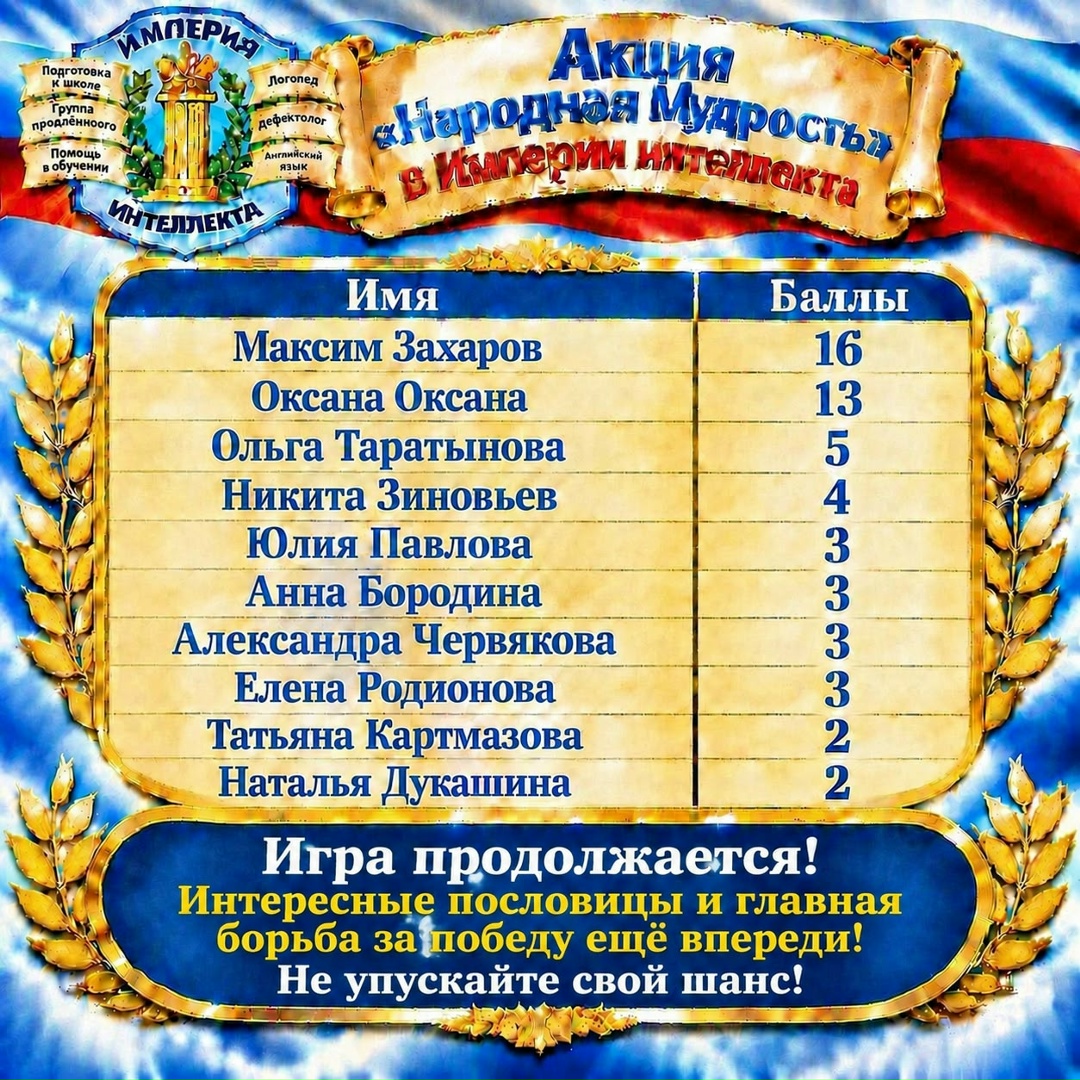 ИМПЕРИЯ
Подготовка
к школе
Группа
продлённого
Помощь
в обучении
Логопед
Дефектолог
Английский
язык
ИНТЕЛЛЕКТА
Акция
«Народная Мудрость»
в Империи интеллекта
Имя Баллы
Максим Захаров 16
Оксана Оксана 13
Ольга Таратынова 5
Никита Зиновьев 4
Юлия Павлова 3
Анна Бородина 3
Александра Червякова 3
Елена Родионова 3
Татьяна Картмазова 2
Наталья Дукашина 2
Игра продолжается!
Интересные пословицы и главная
борьба за победу ещё впереди!
Не упускайте свой шанс!